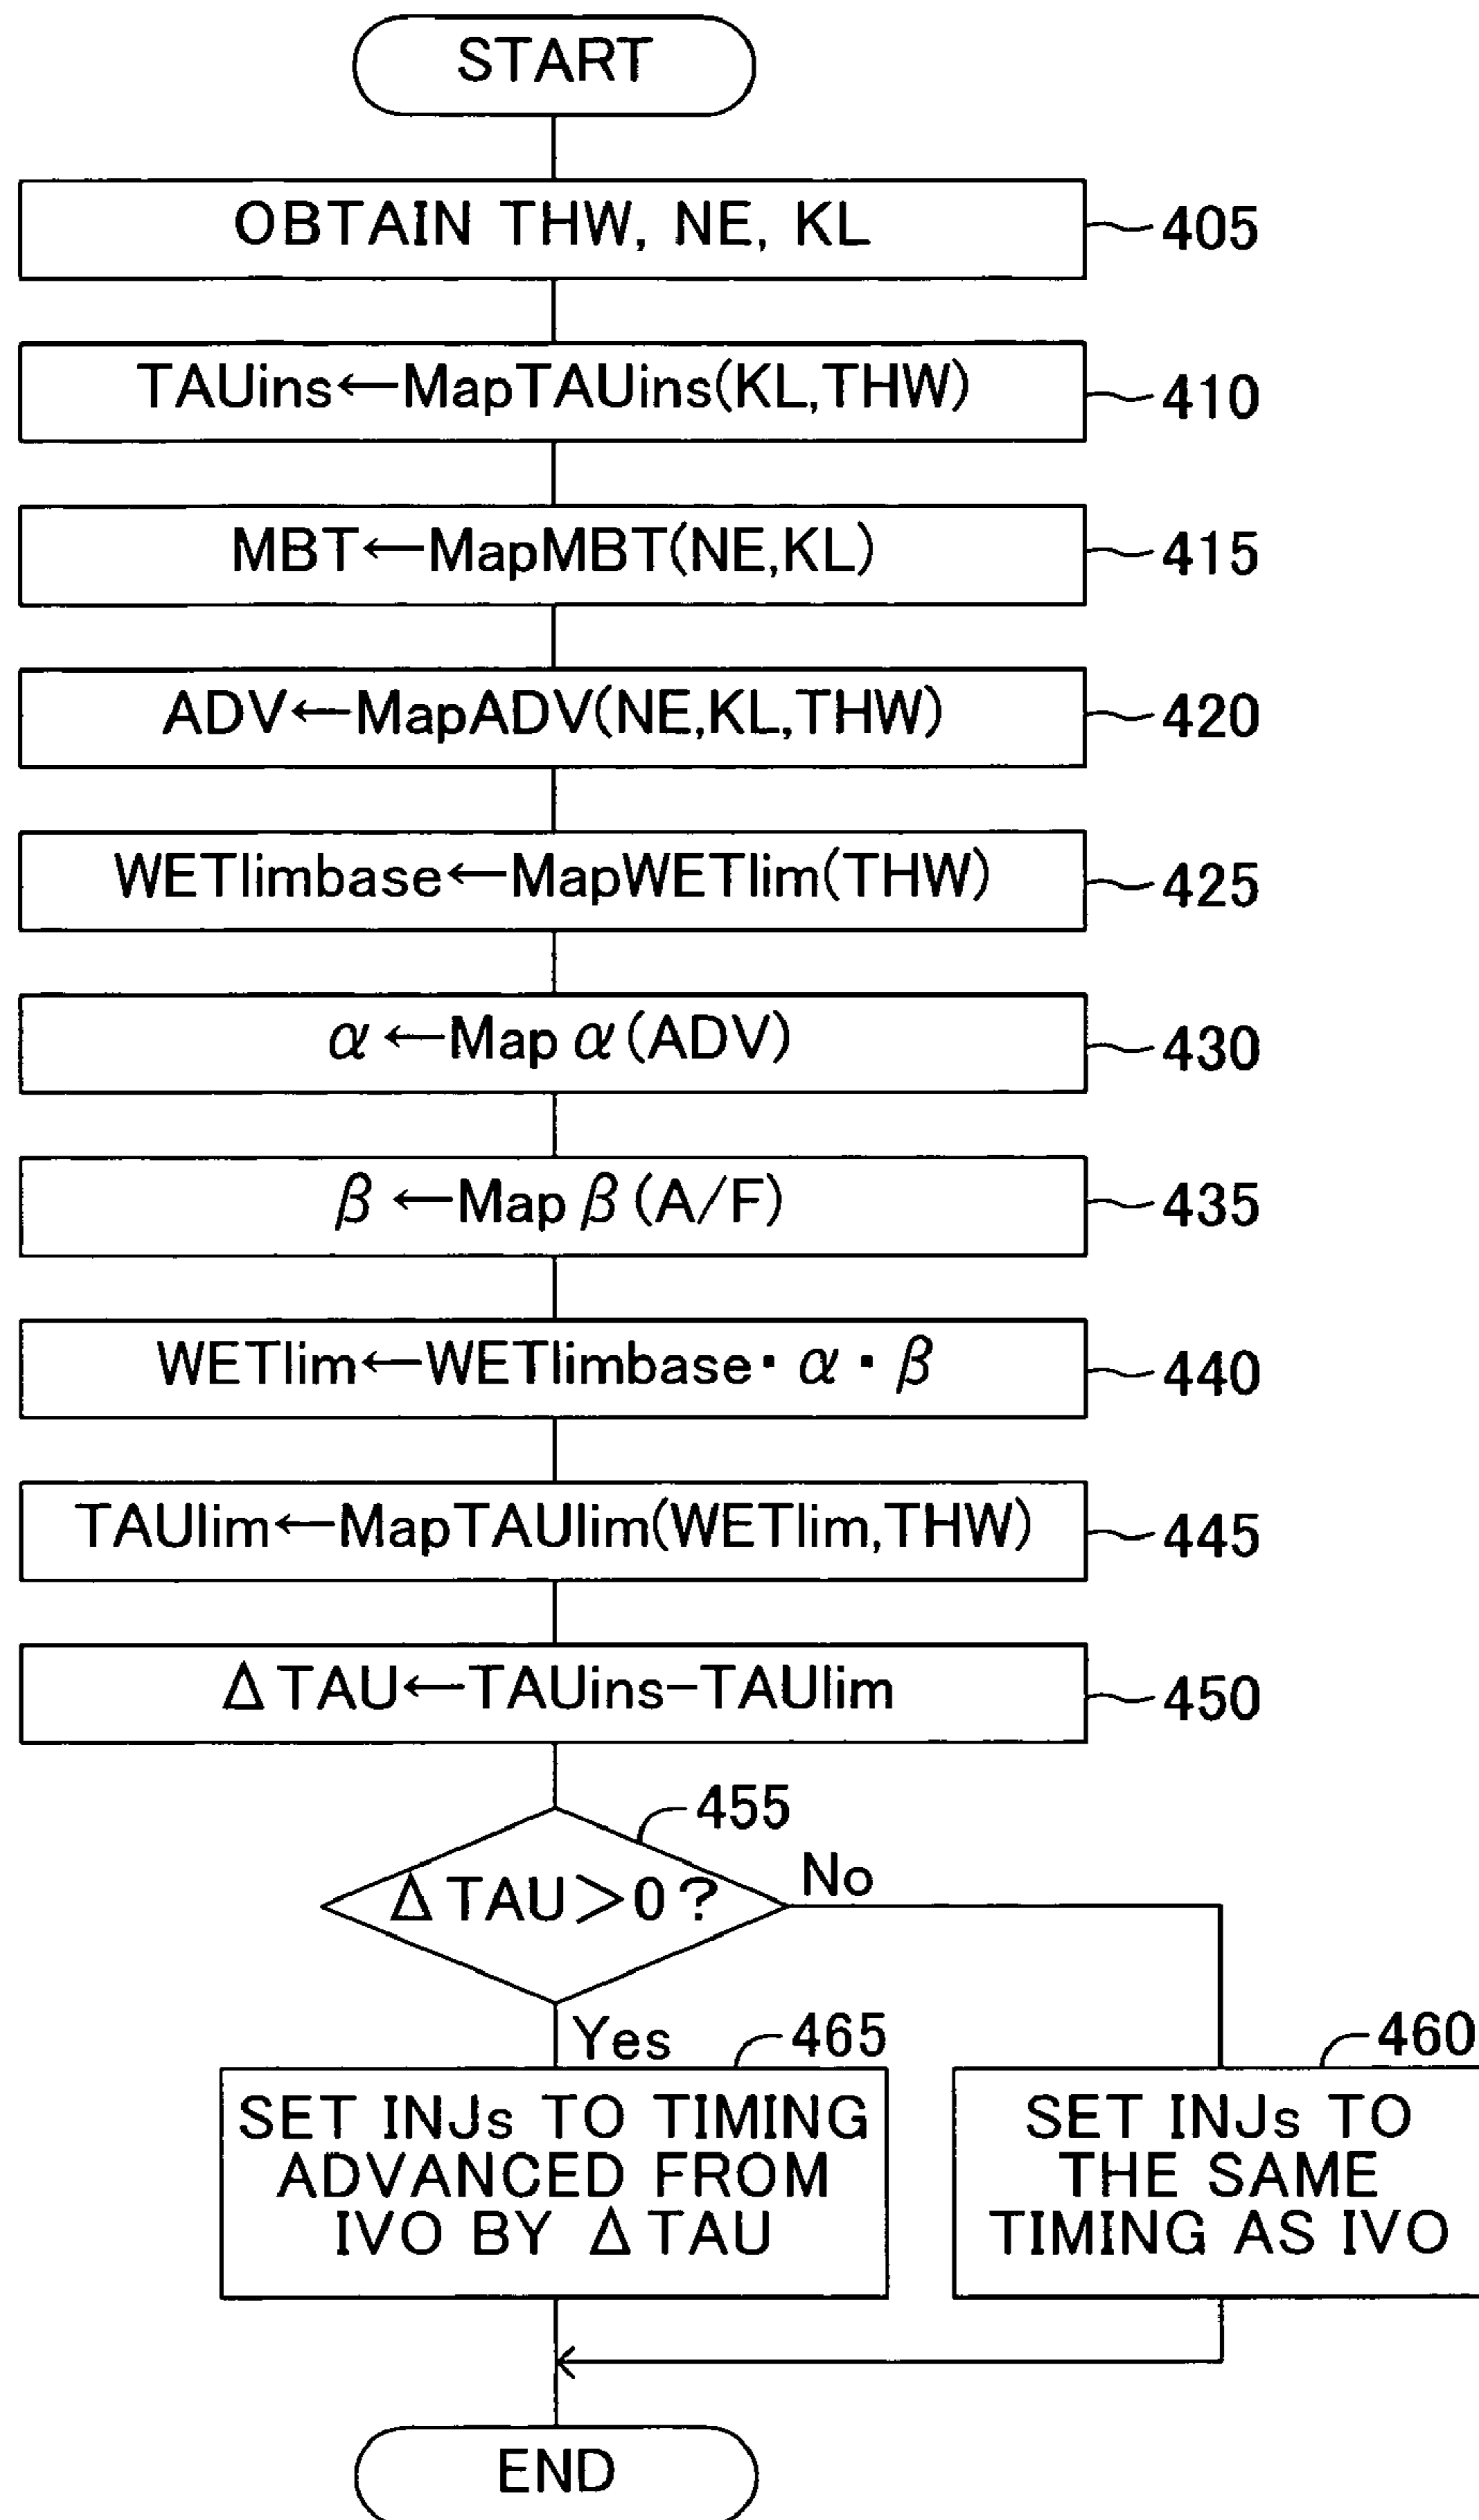 START
OBTAIN THW, NE, KL
405
TAUins←MapTAUins(KL,THW)
410
MBT←MapMBT(NE,KL)
415
ADV←MapADV(NE,KL,THW)
420
WETlimbase←MapWETlim(THW)
425
α←Map α(ADV)
430
β←Map β(A/F)
435
WETlim←WETlimbase・α・β
440
TAUlim←MapTAUlim(WETlim,THW)
445
ΔTAU←TAUins−TAUlim
450
455
ΔTAU>0?
No
Yes
465
SET INJs TO TIMING
ADVANCED FROM
IVO BY ΔTAU
460
SET INJs TO
THE SAME
TIMING AS IVO
END